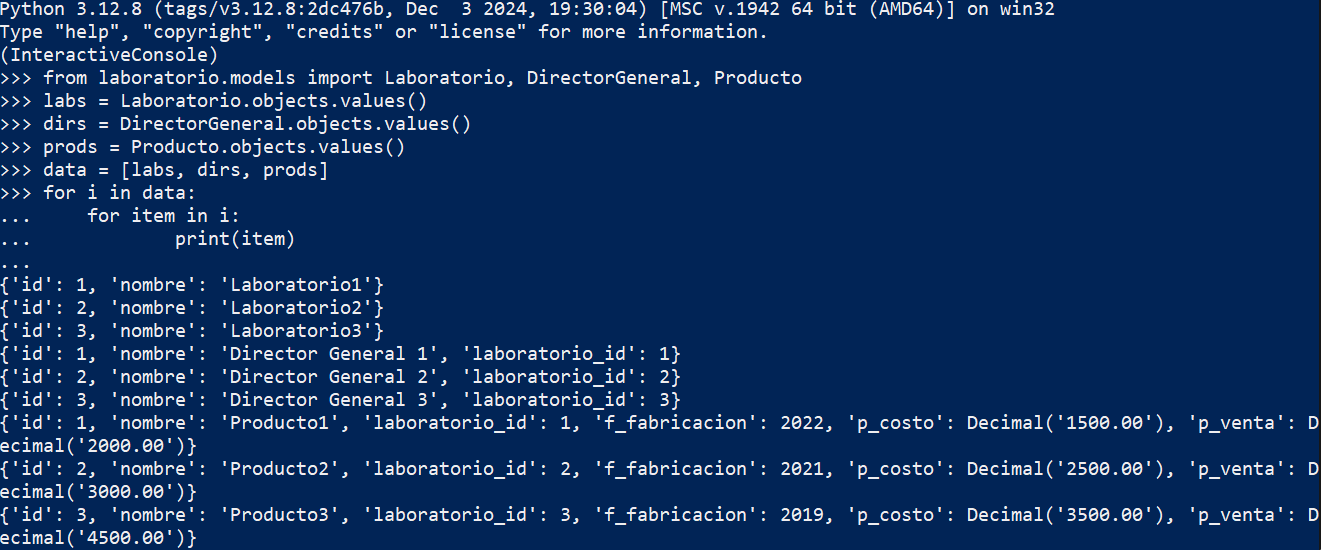 Python 3.12.8 (tags/v3.12.8:2dc476b, Dec  3 2024, 19:30:04) [MSC v.1942 64 bit (AMD64)] on win32
Type "help", "copyright", "credits" or "license" for more information.
(InteractiveConsole)
>>> from laboratorio.models import Laboratorio, DirectorGeneral, Producto
>>> labs = Laboratorio.objects.values()
>>> dirs = DirectorGeneral.objects.values()
>>> prods = Producto.objects.values()
>>> data = [labs, dirs, prods]
>>> for i in data:
...     for item in i:
...             print(item)
...
{'id': 1, 'nombre': 'Laboratorio1'}
{'id': 2, 'nombre': 'Laboratorio2'}
{'id': 3, 'nombre': 'Laboratorio3'}
{'id': 1, 'nombre': 'Director General 1', 'laboratorio_id': 1}
{'id': 2, 'nombre': 'Director General 2', 'laboratorio_id': 2}
{'id': 3, 'nombre': 'Director General 3', 'laboratorio_id': 3}
{'id': 1, 'nombre': 'Producto1', 'laboratorio_id': 1, 'f_fabricacion': 2022, 'p_costo': Decimal('1500.00'), 'p_venta': D
ecimal('2000.00')}
{'id': 2, 'nombre': 'Producto2', 'laboratorio_id': 2, 'f_fabricacion': 2021, 'p_costo': Decimal('2500.00'), 'p_venta': D
ecimal('3000.00')}
{'id': 3, 'nombre': 'Producto3', 'laboratorio_id': 3, 'f_fabricacion': 2019, 'p_costo': Decimal('3500.00'), 'p_venta': D
ecimal('4500.00')}